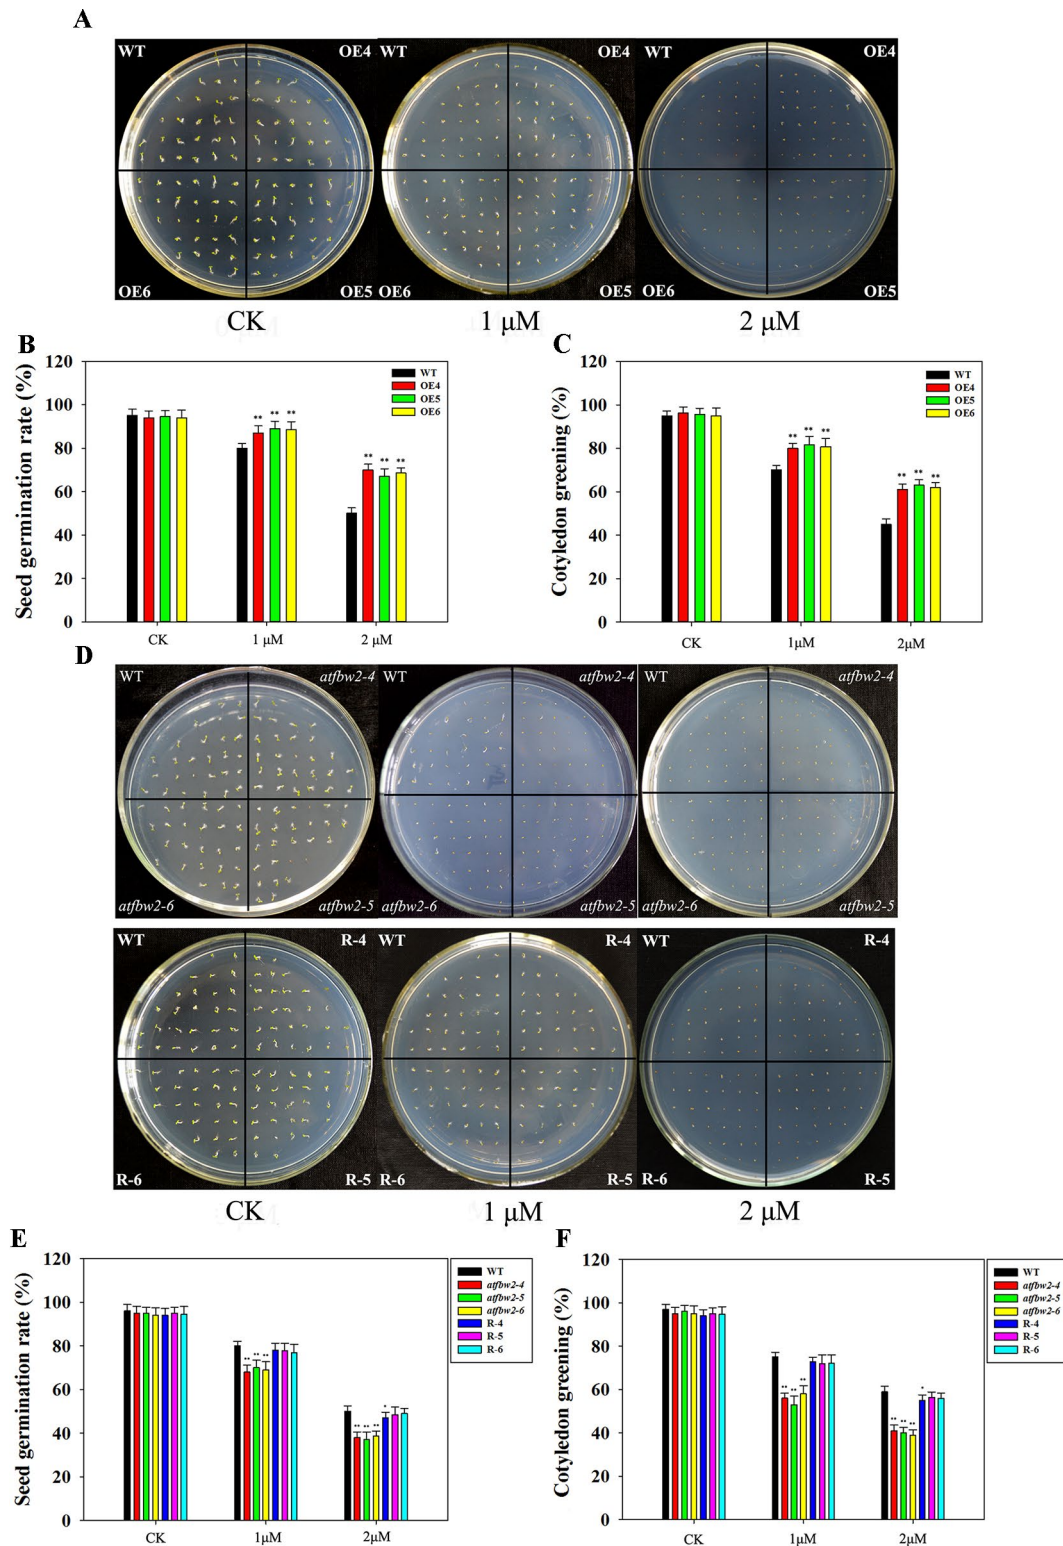 A
WT OE4 WT OE4 WT OE4
OE6 OE5 OE6 OE5 OE6 OE5
CK 1 μM 2 μM
B
Seed germination rate (%)
120
100
80
60
40
20
0
WT
OE4
OE5
OE6
** ** **
** ** **
CK 1 μM 2 μM
C
Cotyledon greening (%)
120
100
80
60
40
20
0
WT
OE4
OE5
OE6
** ** **
** ** **
CK 1μM 2μM
D
WT atfbw2-4 WT atfbw2-4 WT atfbw2-4
atfbw2-6 atfbw2-5 atfbw2-6 atfbw2-5 atfbw2-6 atfbw2-5
WT R-4 WT R-4 WT R-4
R-6 R-5 R-6 R-5 R-6 R-5
CK 1 μM 2 μM
E
Seed germination rate (%)
120
100
80
60
40
20
0
WT
atfbw2-4
atfbw2-5
atfbw2-6
R-4
R-5
R-6
** ** **
** ** ** *
CK 1μM 2μM
F
Cotyledon greening (%)
120
100
80
60
40
20
0
WT
atfbw2-4
atfbw2-5
atfbw2-6
R-4
R-5
R-6
** ** **
** ** ** *
CK 1μM 2μM